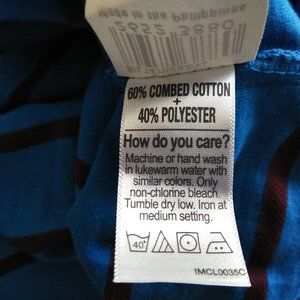 Made in the Philippines
2652 3880
60% COMBED COTTON
+
40% POLYESTER
How do you care?
Machine or hand wash
in lukewarm water with
similar colors. Only
non-chlorine bleach.
Tumble dry low. Iron at
medium setting.
40°
1MCL0035C